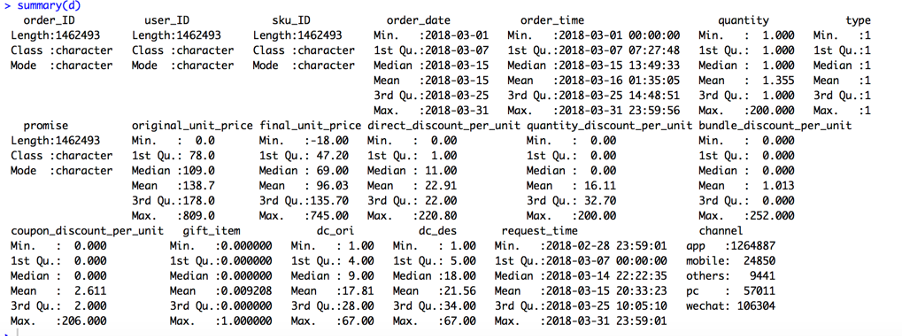 > summary(d)
order_ID user_ID sku_ID order_date order_time quantity type
Length:1462493 Length:1462493 Length:1462493 Min. :2018-03-01 Min. :2018-03-01 00:00:00 Min. : 1.000 Min. :1
Class :character Class :character Class :character 1st Qu.:2018-03-07 1st Qu.:2018-03-07 07:27:48 1st Qu.: 1.000 1st Qu.:1
Mode :character Mode :character Mode :character Median :2018-03-15 Median :2018-03-15 13:49:33 Median : 1.000 Median :1
Mean :2018-03-15 Mean :2018-03-16 01:35:05 Mean : 1.355 Mean :1
3rd Qu.:2018-03-25 3rd Qu.:2018-03-25 14:48:51 3rd Qu.: 1.000 3rd Qu.:1
Max. :2018-03-31 Max. :2018-03-31 23:59:56 Max. :200.000 Max. :1
promise original_unit_price final_unit_price direct_discount_per_unit quantity_discount_per_unit bundle_discount_per_unit
Length:1462493 Min. : 0.0 Min. :-18.00 Min. : 0.00 Min. : 0.00 Min. : 0.000
Class :character 1st Qu.: 78.0 1st Qu.: 47.20 1st Qu.: 1.00 1st Qu.: 0.00 1st Qu.: 0.000
Mode :character Median :109.0 Median : 69.00 Median : 11.00 Median : 0.00 Median : 0.000
Mean :138.7 Mean : 96.03 Mean : 22.91 Mean : 16.11 Mean : 1.013
3rd Qu.:178.0 3rd Qu.:135.70 3rd Qu.: 22.00 3rd Qu.: 32.70 3rd Qu.: 0.000
Max. :809.0 Max. :745.00 Max. :220.80 Max. :200.00 Max. :252.000
coupon_discount_per_unit gift_item dc_ori dc_des request_time channel
Min. : 0.000 Min. :0.000000 Min. : 1.00 Min. : 1.00 Min. :2018-02-28 23:59:01 app :1264887
1st Qu.: 0.000 1st Qu.:0.000000 1st Qu.: 4.00 1st Qu.: 5.00 1st Qu.:2018-03-07 00:00:00 mobile: 24850
Median : 0.000 Median :0.000000 Median : 9.00 Median :18.00 Median :2018-03-14 22:22:35 others: 9441
Mean : 2.611 Mean :0.009208 Mean :17.81 Mean :21.56 Mean :2018-03-15 20:33:23 pc : 57011
3rd Qu.: 2.000 3rd Qu.:0.000000 3rd Qu.:28.00 3rd Qu.:34.00 3rd Qu.:2018-03-25 10:05:10 wechat: 106304
Max. :206.000 Max. :1.000000 Max. :67.00 Max. :67.00 Max. :2018-03-31 23:59:01